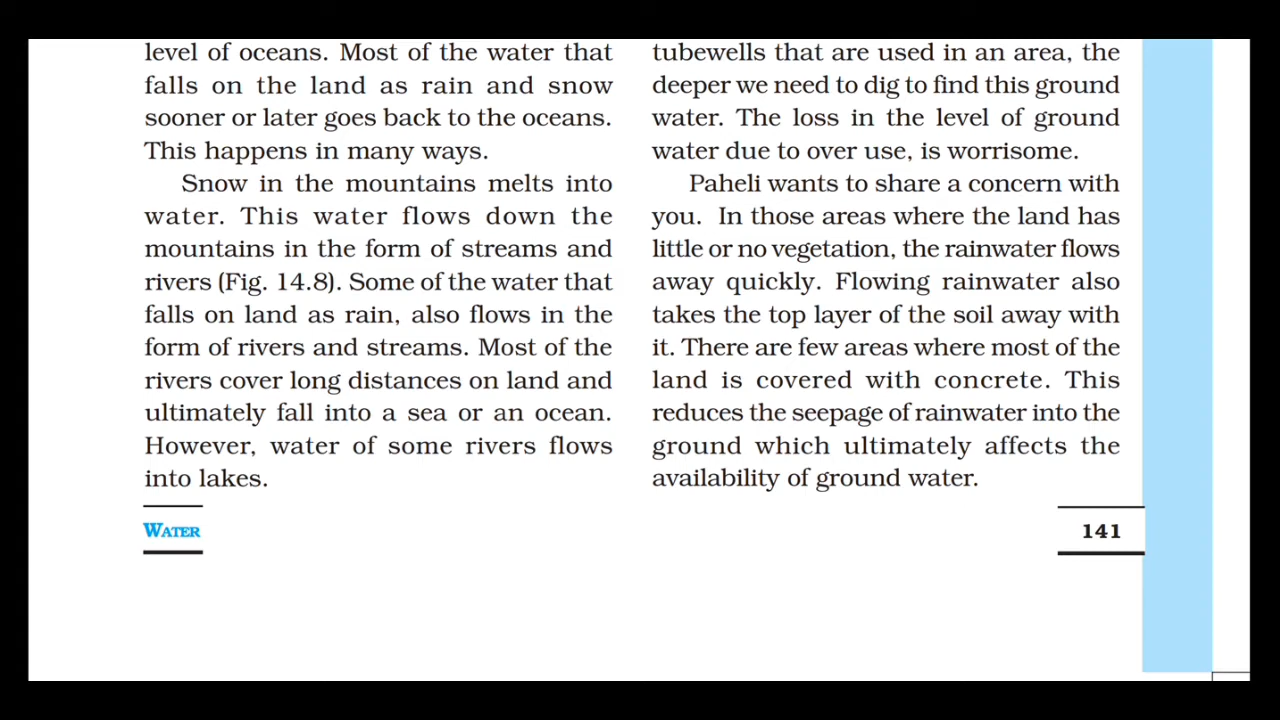 level of oceans. Most of the water that
falls on the land as rain and snow
sooner or later goes back to the oceans.
This happens in many ways.
Snow in the mountains melts into
water. This water flows down the
mountains in the form of streams and
rivers (Fig. 14.8). Some of the water that
falls on land as rain, also flows in the
form of rivers and streams. Most of the
rivers cover long distances on land and
ultimately fall into a sea or an ocean.
However, water of some rivers flows
into lakes.
tubewells that are used in an area, the
deeper we need to dig to find this ground
water. The loss in the level of ground
water due to over use, is worrisome.
Paheli wants to share a concern with
you. In those areas where the land has
little or no vegetation, the rainwater flows
away quickly. Flowing rainwater also
takes the top layer of the soil away with
it. There are few areas where most of the
land is covered with concrete. This
reduces the seepage of rainwater into the
ground which ultimately affects the
availability of ground water.
WATER
141